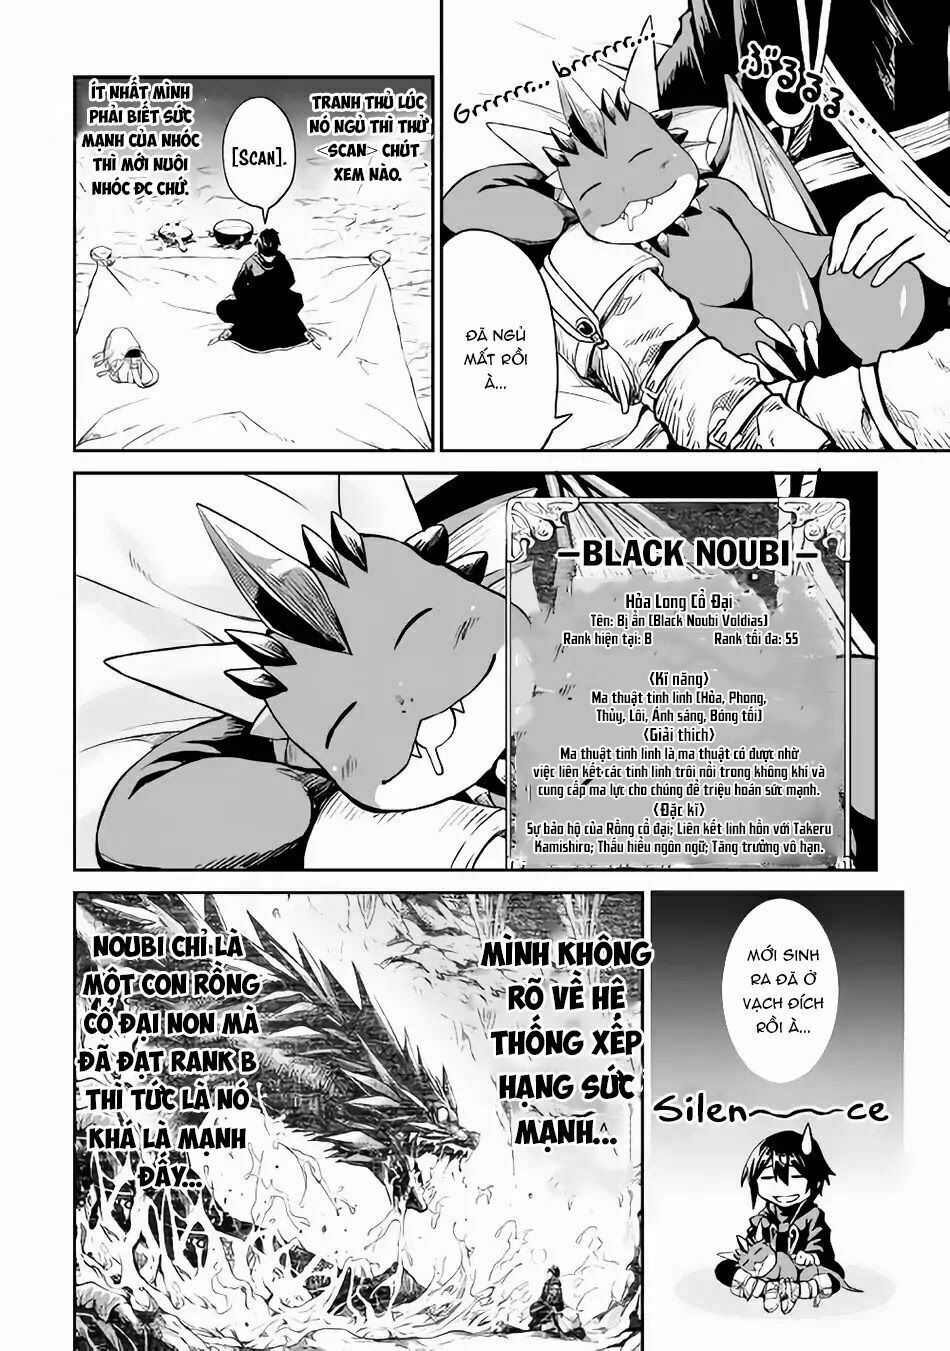 Grrrr... brrrr...
ぶるるる...
ĐÃ NGỦ
MẤT RỒI
À...
TRANH THỦ LÚC
NÓ NGỦ THÌ THỬ
<SCAN> CHÚT
XEM NÀO.
[SCAN].
ÍT NHẤT MÌNH
PHẢI BIẾT SỨC
MẠNH CỦA NHÓC
THÌ MỚI NUÔI
NHÓC ĐC CHỨ.
-BLACK NOUBI-
Hỏa Long Cổ Đại
Tên: Bị ẩn (Black Noubi Voldias)
Rank hiện tại: B Rank tối đa: SS
<Kĩ năng>
Ma thuật tinh linh (Hỏa, Phong,
Thủy, Lôi, Ánh sáng, Bóng tối)
<Giải thích>
Ma thuật tinh linh là ma thuật có được nhờ
việc liên kết các tinh linh trôi nổi trong không khí và
cung cấp ma lực cho chúng để triệu hoán sức mạnh.
<Đặc kĩ>
Sự bảo hộ của Rồng cổ đại; Liên kết linh hồn với Takeru
Kamishiro; Thấu hiểu ngôn ngữ; Tăng trưởng vô hạn.
MỚI SINH
RA ĐÃ Ở
VẠCH ĐÍCH
RỒI À...
Silen~ce
MÌNH KHÔNG
RÕ VỀ HỆ
THỐNG XẾP
HẠNG SỨC
MẠNH...
NOUBI CHỈ LÀ
MỘT CON RỒNG
CỔ ĐẠI NON MÀ
ĐÃ ĐẠT RANK B
THÌ TỨC LÀ NÓ
KHÁ LÀ MẠNH
ĐẤY...